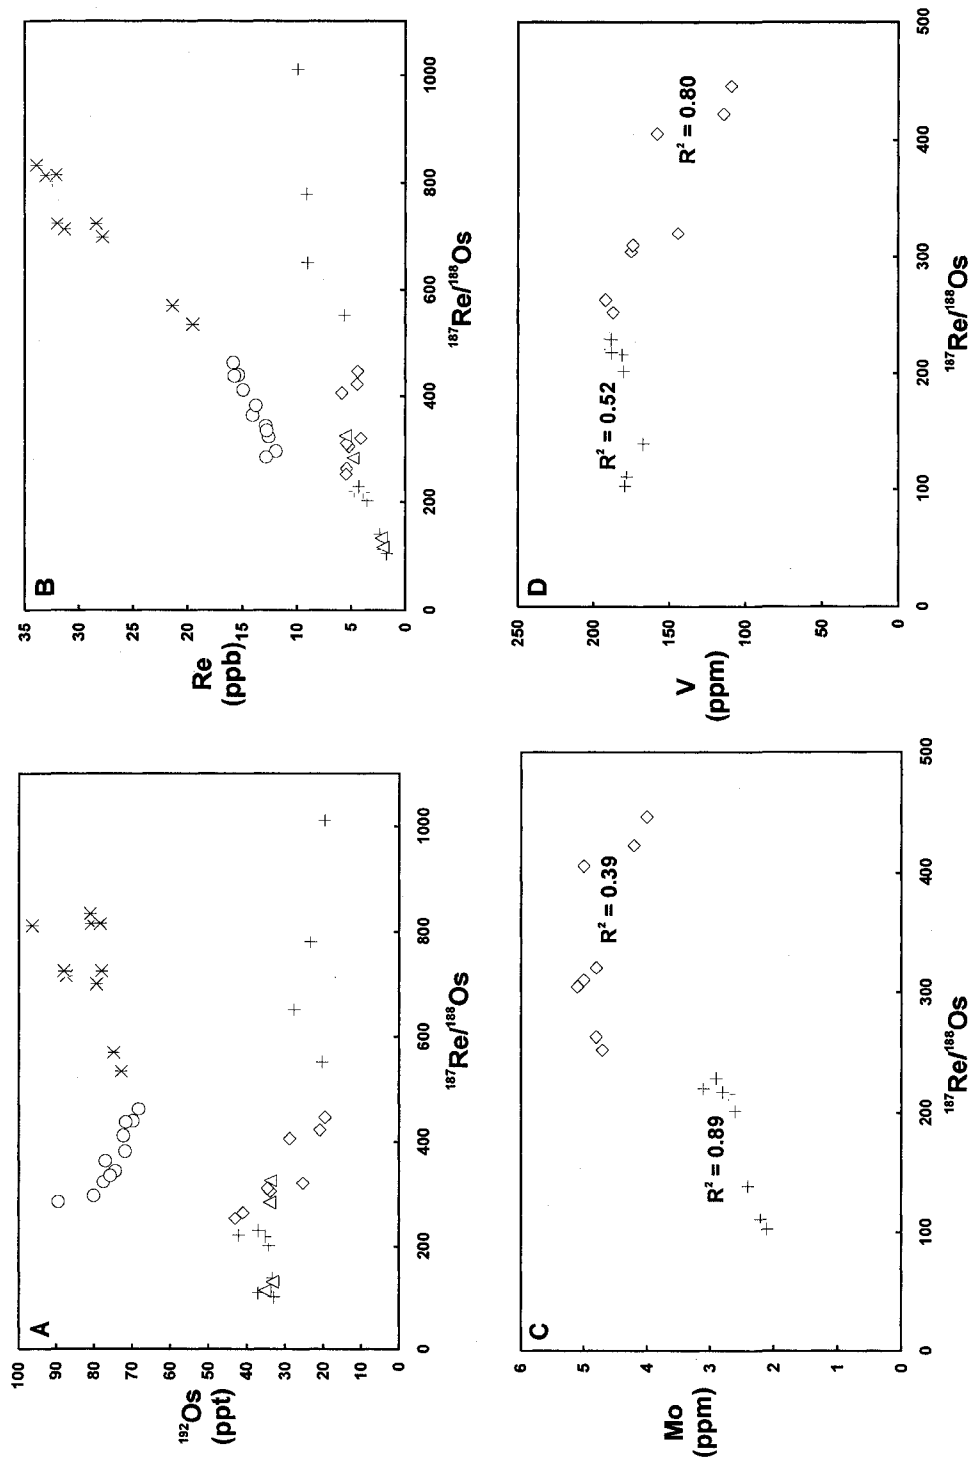 A
100
90
80
70
60
50
40
30
20
10
0
¹⁹²Os
(ppt)
0
200
400
600
800
1000
¹⁸⁷Re/¹⁸⁸Os
B
35
30
25
20
15
10
5
0
Re
(ppb)
0
200
400
600
800
1000
¹⁸⁷Re/¹⁸⁸Os
C
6
5
4
3
2
1
0
Mo
(ppm)
R² = 0.89
R² = 0.39
0
100
200
300
400
500
¹⁸⁷Re/¹⁸⁸Os
D
250
200
150
100
50
0
V
(ppm)
R² = 0.52
R² = 0.80
0
100
200
300
400
500
¹⁸⁷Re/¹⁸⁸Os